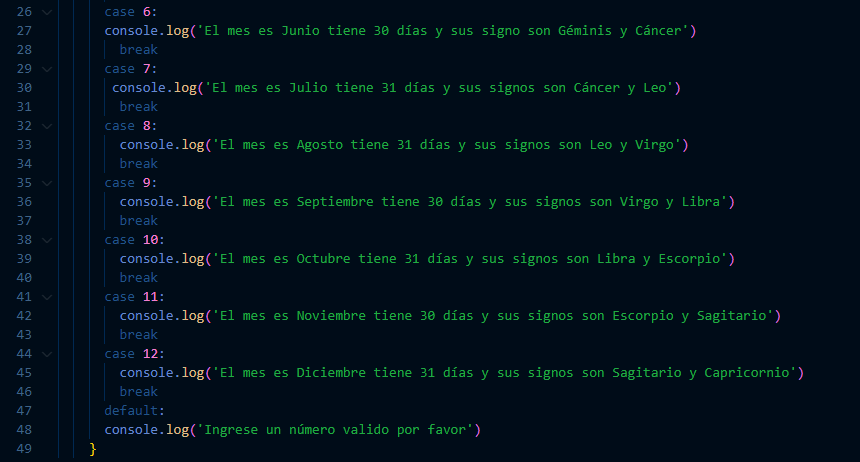 26 case 6:
27 console.log('El mes es Junio tiene 30 días y sus signo son Géminis y Cáncer')
28 break
29 case 7:
30 console.log('El mes es Julio tiene 31 días y sus signos son Cáncer y Leo')
31 break
32 case 8:
33 console.log('El mes es Agosto tiene 31 días y sus signos son Leo y Virgo')
34 break
35 case 9:
36 console.log('El mes es Septiembre tiene 30 días y sus signos son Virgo y Libra')
37 break
38 case 10:
39 console.log('El mes es Octubre tiene 31 días y sus signos son Libra y Escorpio')
40 break
41 case 11:
42 console.log('El mes es Noviembre tiene 30 días y sus signos son Escorpio y Sagitario')
43 break
44 case 12:
45 console.log('El mes es Diciembre tiene 31 días y sus signos son Sagitario y Capricornio')
46 break
47 default:
48 console.log('Ingrese un número valido por favor')
49 }